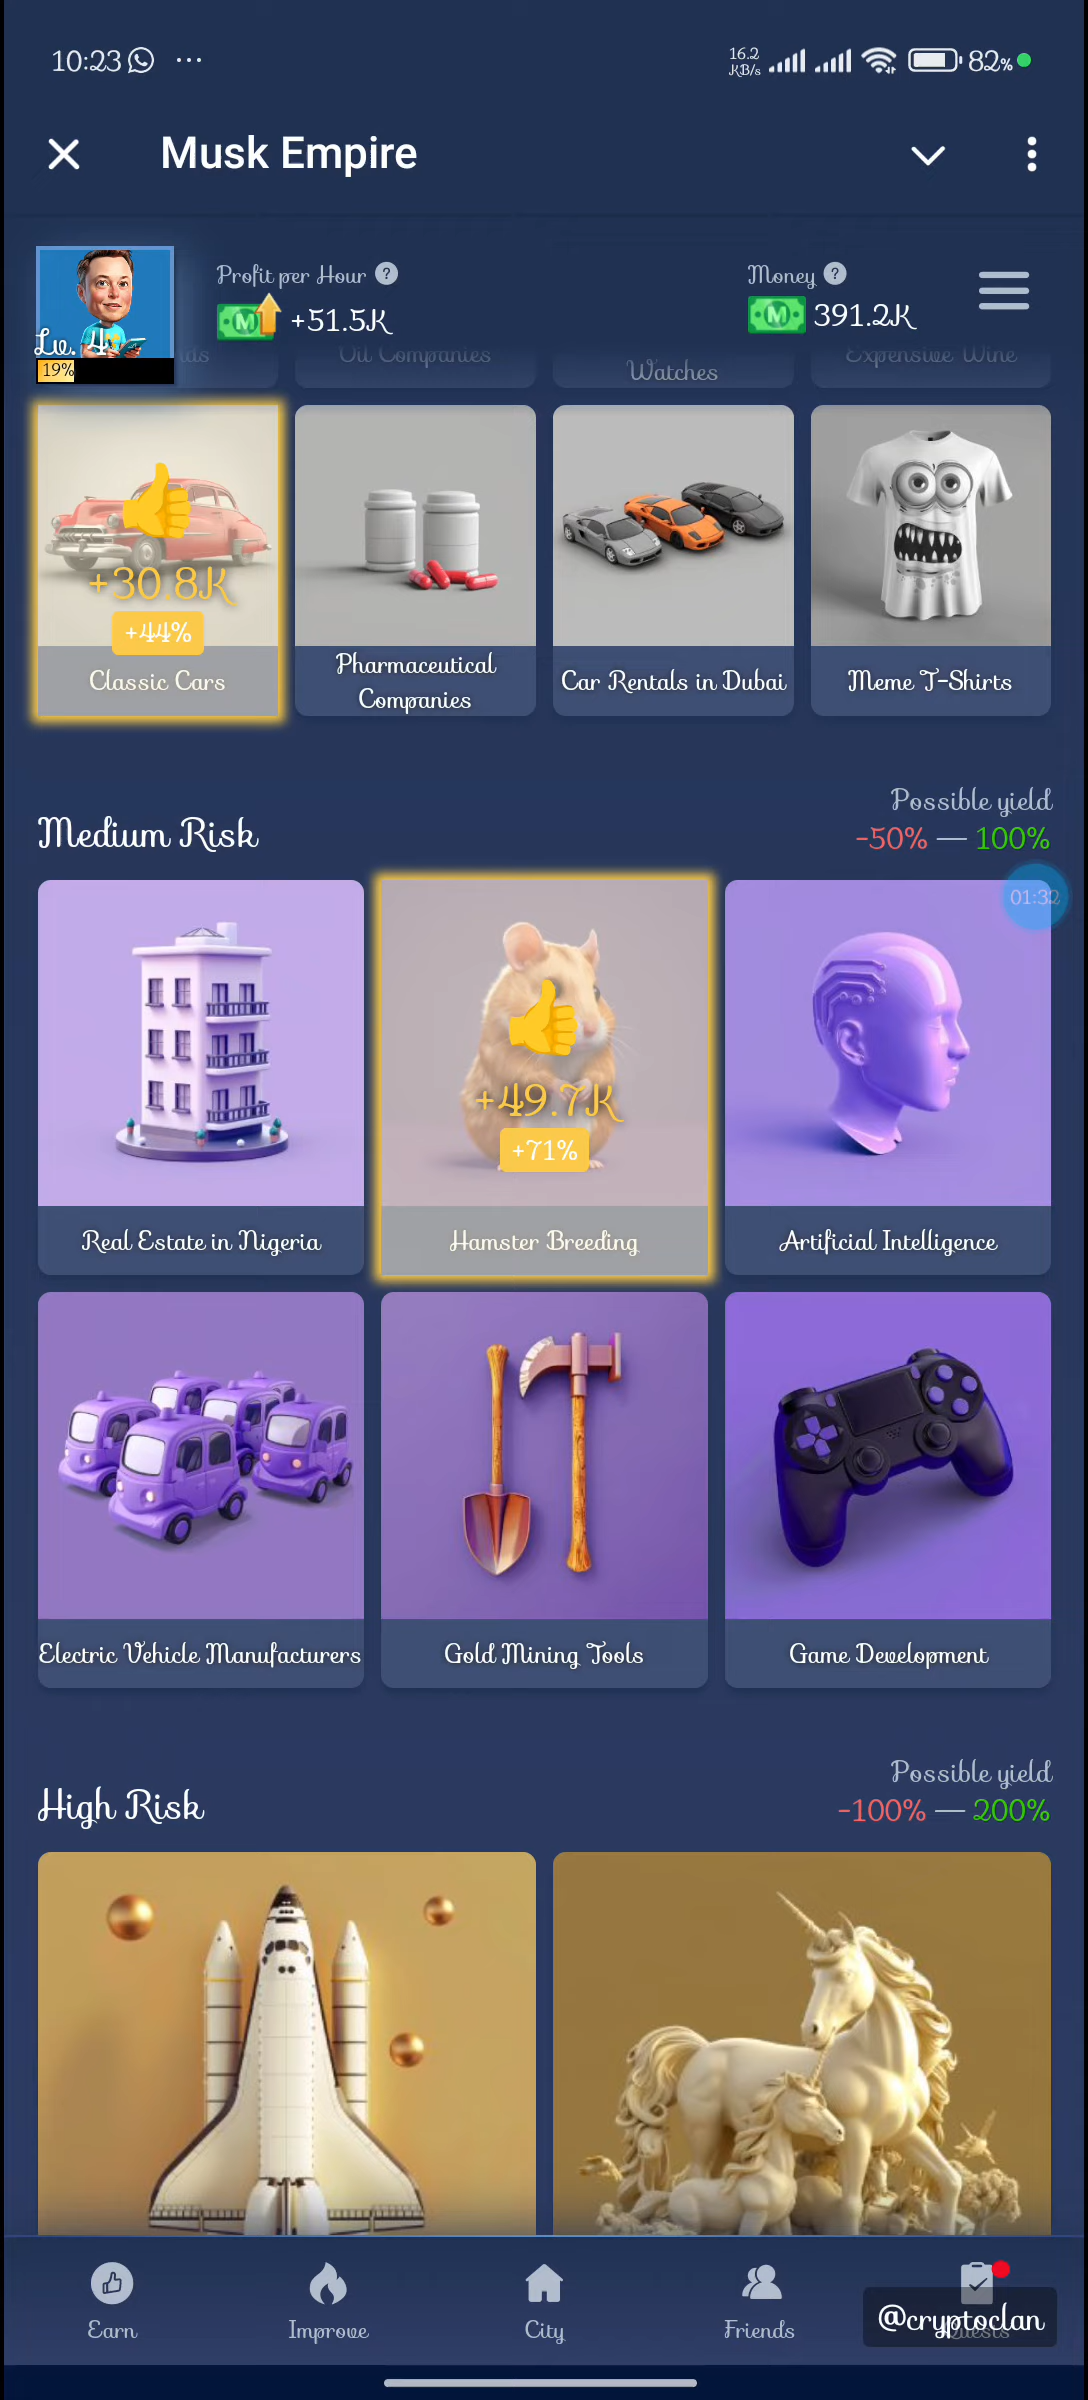 10:23 ... 16.2 KB/s 82%
Musk Empire
Profit per Hour ? Money ?
M +51.5K M 391.2K
Lv. 4
19%
Oil Companies Watches Expensive Wine
+30.8K
+44%
Classic Cars
Pharmaceutical
Companies
Car Rentals in Dubai
Meme T-Shirts
Possible yield
Medium Risk
-50% — 100%
01:32
+49.7K
+71%
Real Estate in Nigeria
Hamster Breeding
Artificial Intelligence
Electric Vehicle Manufacturers
Gold Mining Tools
Game Development
Possible yield
High Risk
-100% — 200%
Earn
Improve
City
Friends
Quests
@cryptoclan